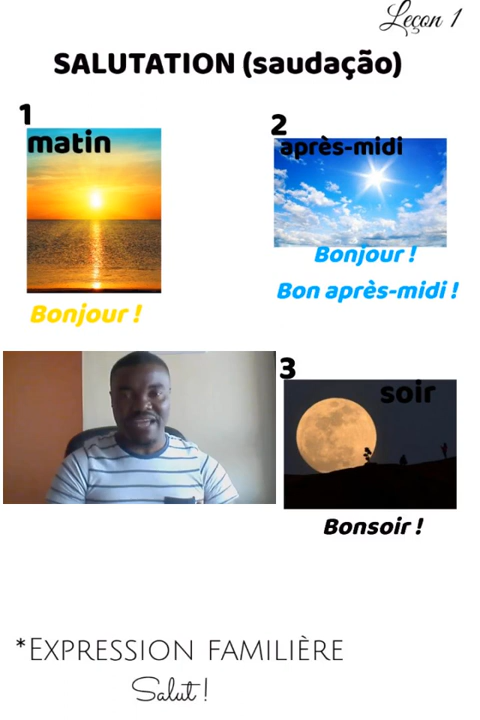 Leçon 1
SALUTATION (saudação)
1
matin
Bonjour !
2
après-midi
Bonjour !
Bon après-midi !
3
soir
Bonsoir !
*EXPRESSION FAMILIÈRE
Salut !